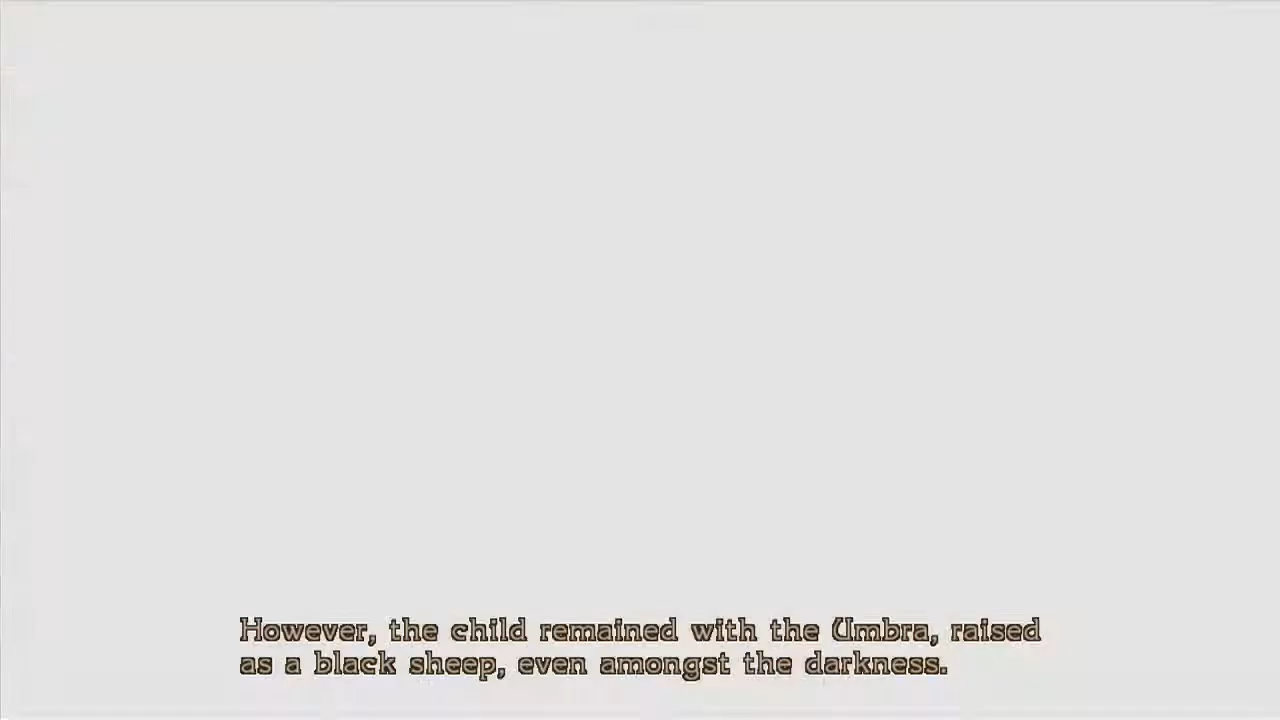 However, the child remained with the Umbra, raised
as a black sheep, even amongst the darkness.